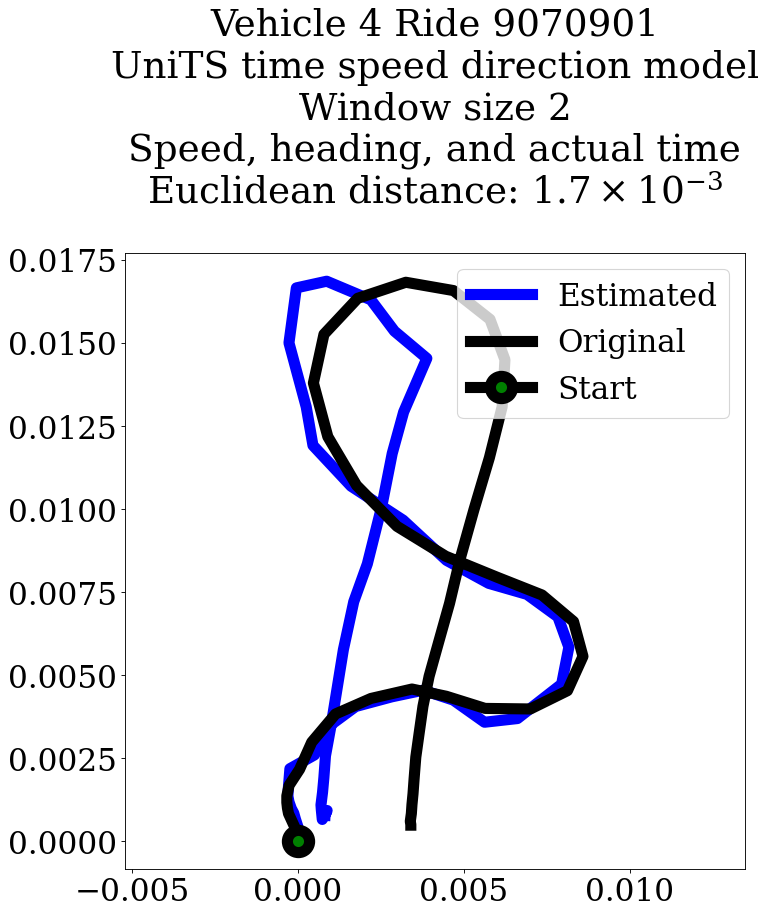 Vehicle 4 Ride 9070901
UniTS time speed direction model
Window size 2
Speed, heading, and actual time
Euclidean distance: 1.7 × 10⁻³
0.0175
0.0150
0.0125
0.0100
0.0075
0.0050
0.0025
0.0000
Estimated
Original
Start
−0.005 0.000 0.005 0.010